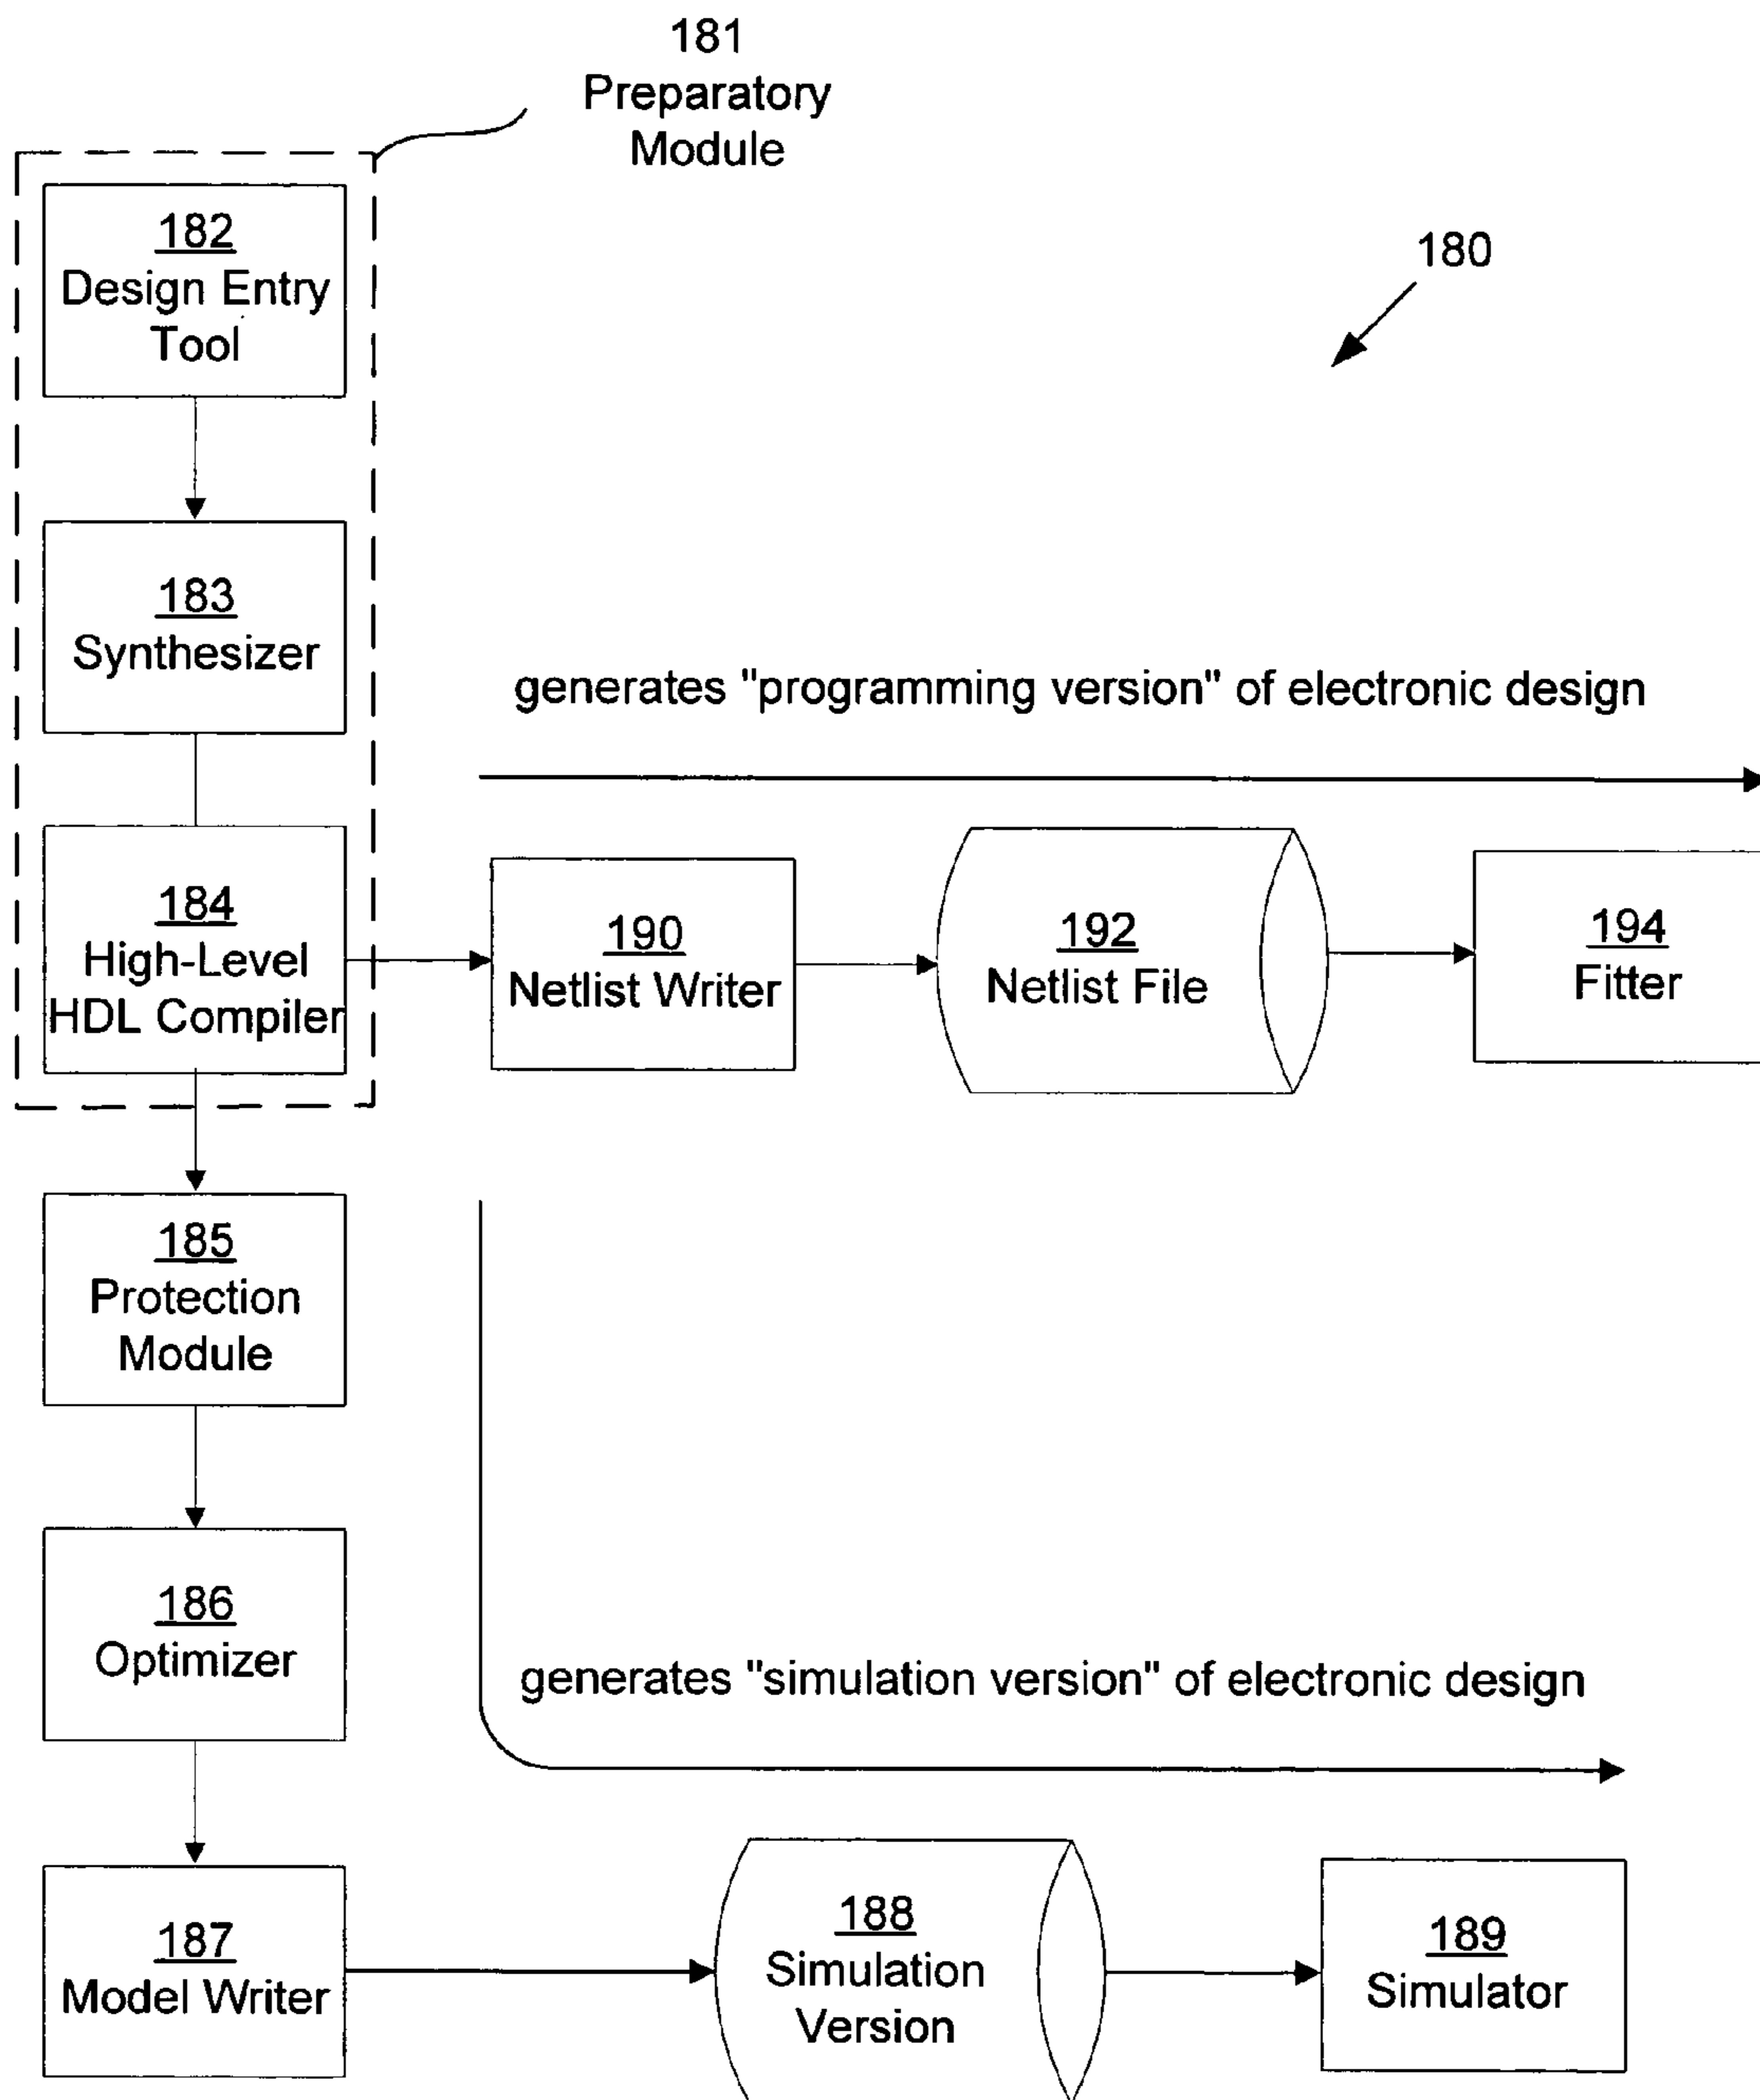 181
Preparatory
Module
182
Design Entry
Tool
180
183
Synthesizer
generates "programming version" of electronic design
184
High-Level
HDL Compiler
190
Netlist Writer
192
Netlist File
194
Fitter
185
Protection
Module
186
Optimizer
generates "simulation version" of electronic design
187
Model Writer
188
Simulation
Version
189
Simulator